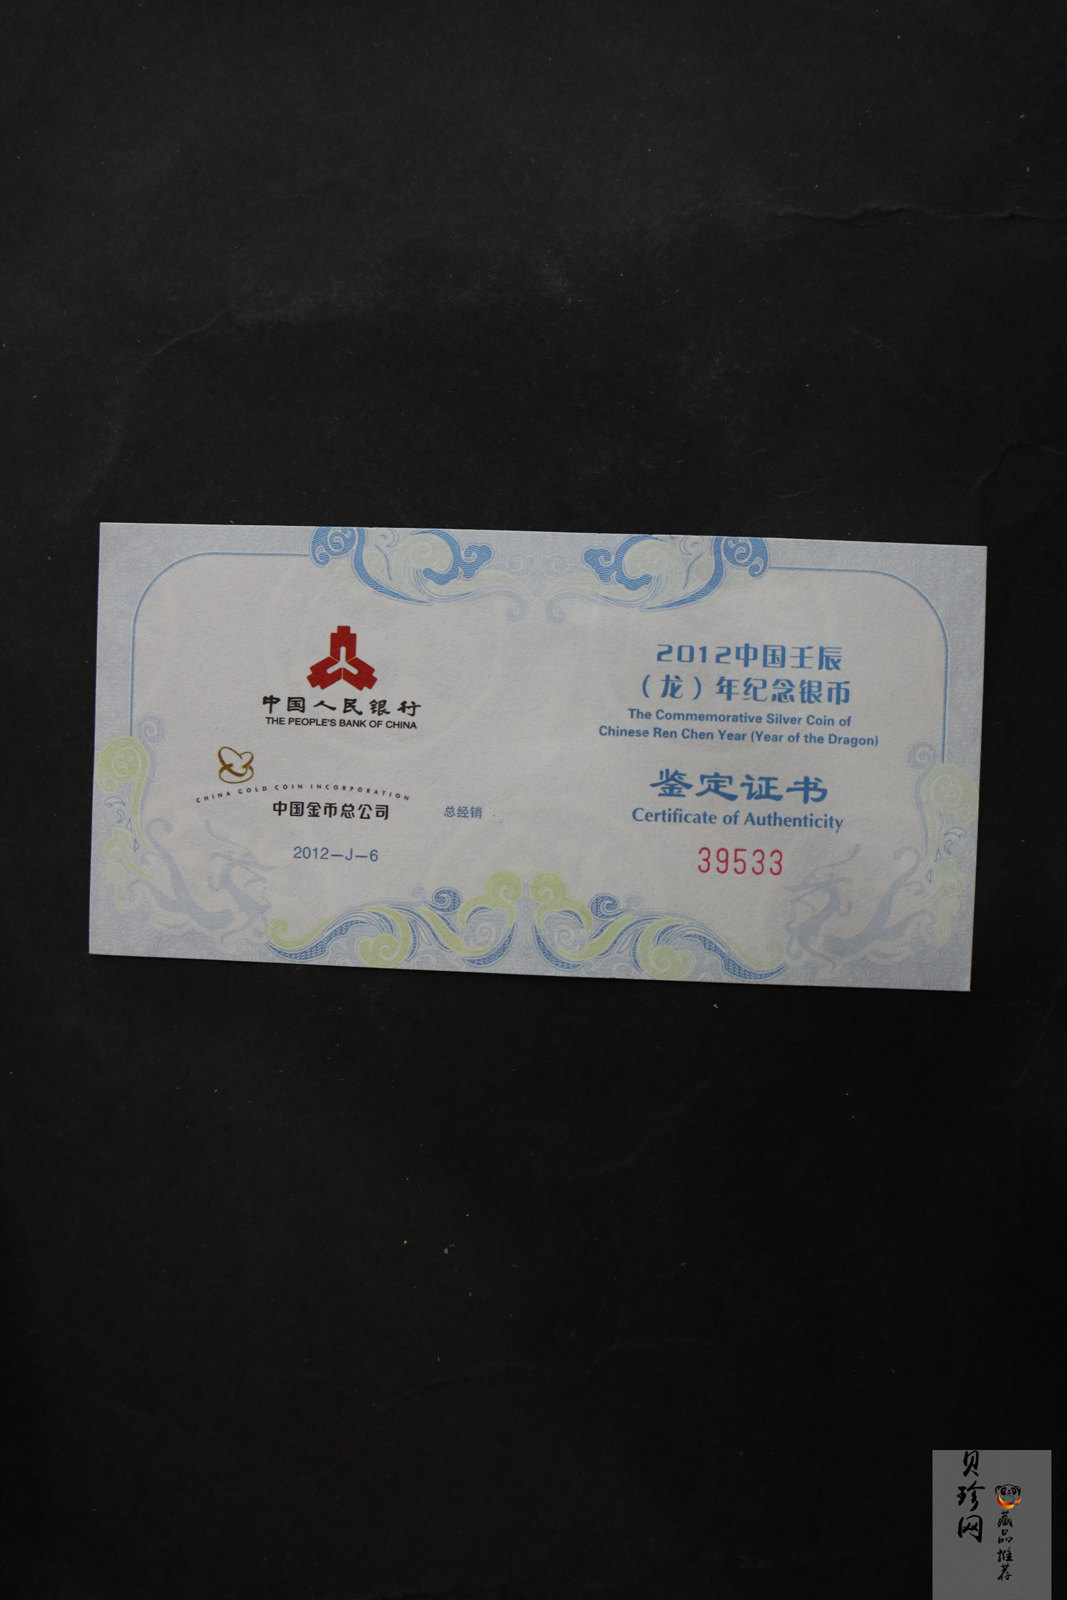 中国人民银行
THE PEOPLE'S BANK OF CHINA
CHINA GOLD COIN INCORPORATION
中国金币总公司
总经销
2012—J—6
2012中国壬辰
（龙）年纪念银币
The Commemorative Silver Coin of
Chinese Ren Chen Year (Year of the Dragon)
鉴定证书
Certificate of Authenticity
39533
贝珍网
藏品推荐